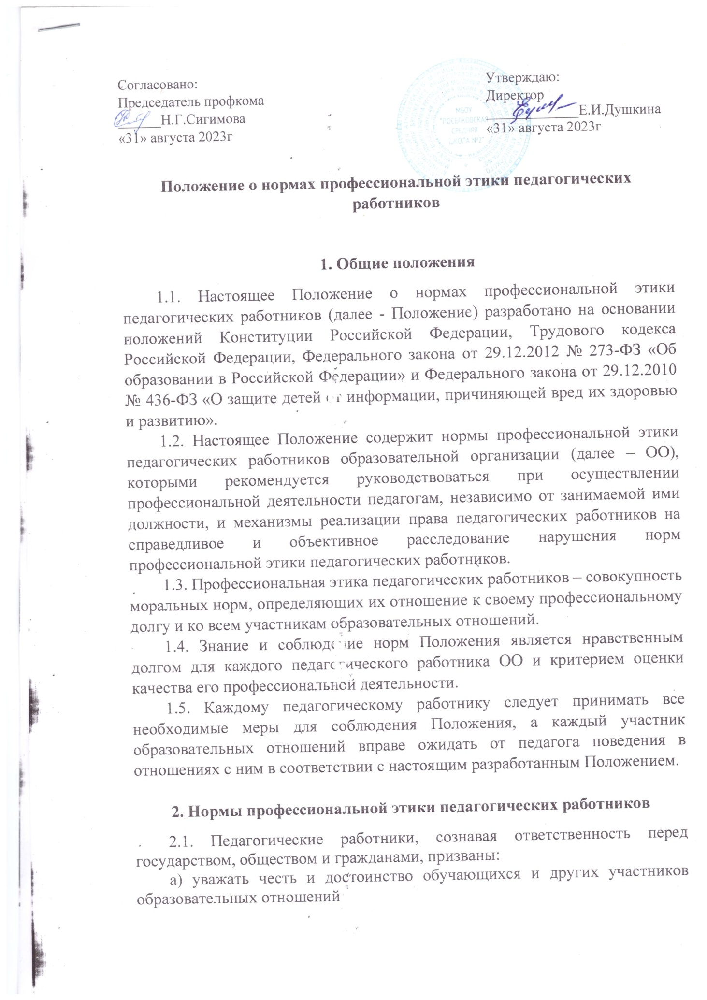 Согласовано:
Председатель профкома
______Н.Г.Сигимова
«31» августа 2023г
Утверждаю:
Директор
_____________Е.И.Душкина
«31» августа 2023г
МБОУ
"ПОСЕЛКОВСКАЯ
СРЕДНЯЯ
ШКОЛА №2"
Положение о нормах профессиональной этики педагогических
работников
1. Общие положения
1.1. Настоящее Положение о нормах профессиональной этики
педагогических работников (далее - Положение) разработано на основании
положений Конституции Российской Федерации, Трудового кодекса
Российской Федерации, Федерального закона от 29.12.2012 № 273-ФЗ «Об
образовании в Российской Федерации» и Федерального закона от 29.12.2010
№ 436-ФЗ «О защите детей от информации, причиняющей вред их здоровью
и развитию».
1.2. Настоящее Положение содержит нормы профессиональной этики
педагогических работников образовательной организации (далее – ОО),
которыми рекомендуется руководствоваться при осуществлении
профессиональной деятельности педагогам, независимо от занимаемой ими
должности, и механизмы реализации права педагогических работников на
справедливое и объективное расследование нарушения норм
профессиональной этики педагогических работников.
1.3. Профессиональная этика педагогических работников – совокупность
моральных норм, определяющих их отношение к своему профессиональному
долгу и ко всем участникам образовательных отношений.
1.4. Знание и соблюдение норм Положения является нравственным
долгом для каждого педагогического работника ОО и критерием оценки
качества его профессиональной деятельности.
1.5. Каждому педагогическому работнику следует принимать все
необходимые меры для соблюдения Положения, а каждый участник
образовательных отношений вправе ожидать от педагога поведения в
отношениях с ним в соответствии с настоящим разработанным Положением.
2. Нормы профессиональной этики педагогических работников
2.1. Педагогические работники, сознавая ответственность перед
государством, обществом и гражданами, призваны:
а) уважать честь и достоинство обучающихся и других участников
образовательных отношений